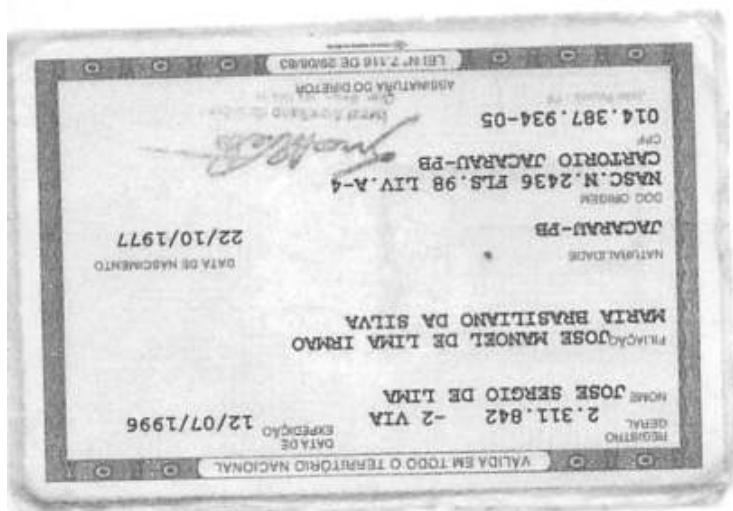 VÁLIDA EM TODO O TERRITÓRIO NACIONAL
REGISTRO GERAL 2.311.842 -2 VIA DATA DE EXPEDIÇÃO 12/07/1996
NOME JOSE SERGIO DE LIMA
FILIAÇÃO JOSE MANOEL DE LIMA IRMAO
MARIA BRASILIANO DA SILVA
NATURALIDADE DATA DE NASCIMENTO
JACARAU-PB 22/10/1977
DOC ORIGEM
NASC.N.2436 FLS.98 LIV.A-4
CARTORIO JACARAU-PB
CPF
014.387.934-05
ASSINATURA DO DIRETOR
LEI Nº 7.116 DE 29/08/83